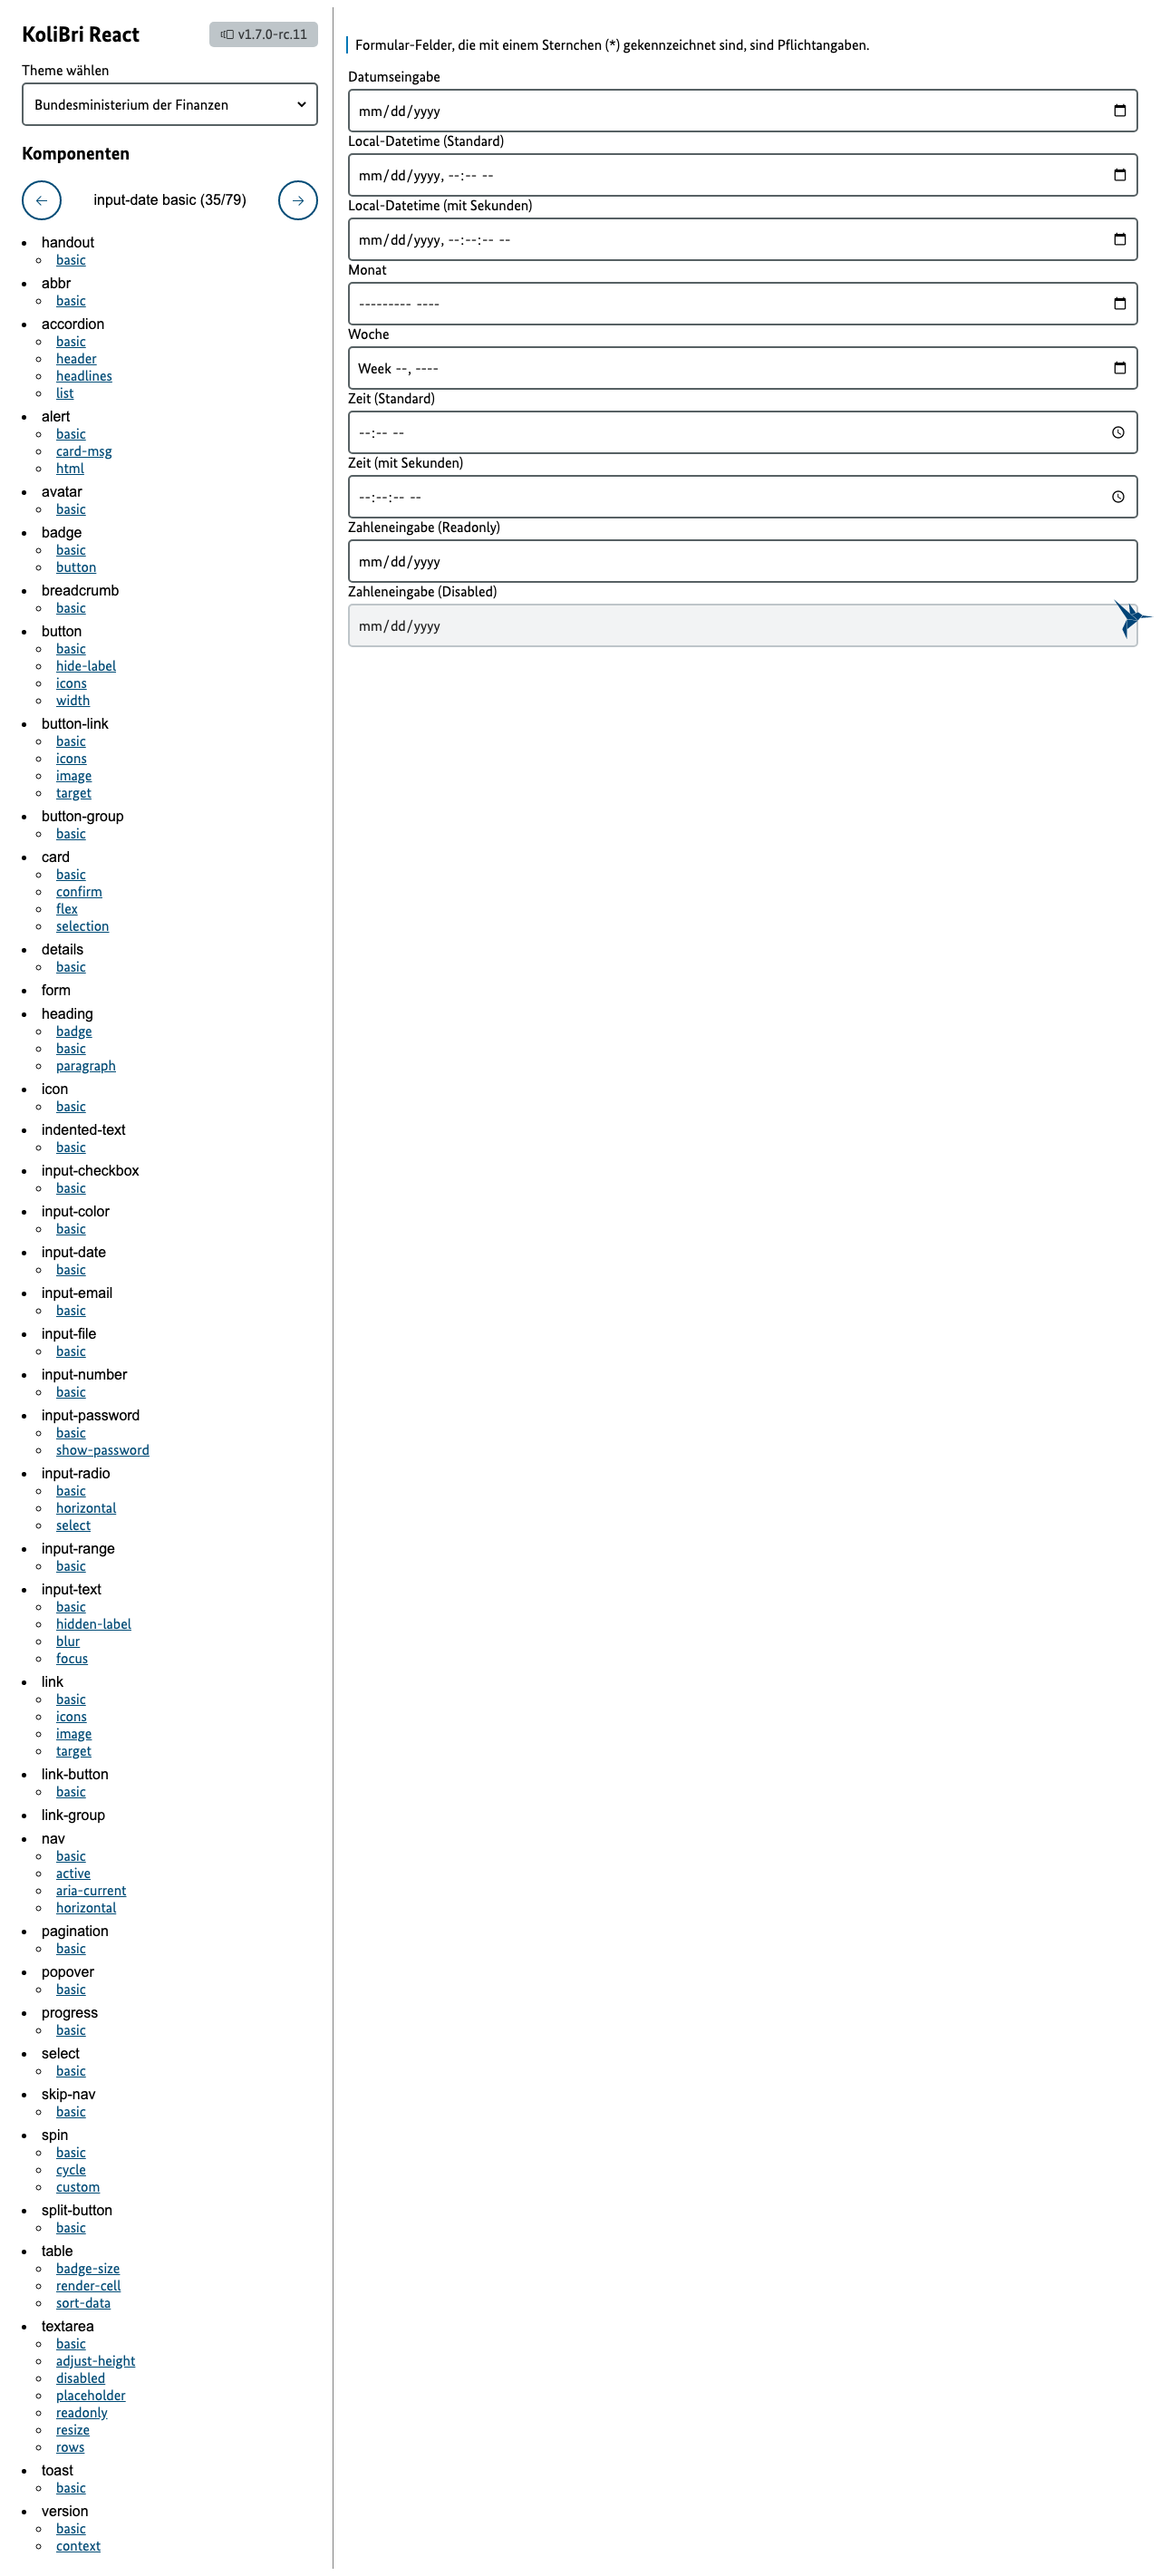 KoliBri React
v1.7.0-rc.11
Theme wählen
Bundesministerium der Finanzen
Komponenten
input-date basic (35/79)
handout
basic
abbr
basic
accordion
basic
header
headlines
list
alert
basic
card-msg
html
avatar
basic
badge
basic
button
breadcrumb
basic
button
basic
hide-label
icons
width
button-link
basic
icons
image
target
button-group
basic
card
basic
confirm
flex
selection
details
basic
form
heading
badge
basic
paragraph
icon
basic
indented-text
basic
input-checkbox
basic
input-color
basic
input-date
basic
input-email
basic
input-file
basic
input-number
basic
input-password
basic
show-password
input-radio
basic
horizontal
select
input-range
basic
input-text
basic
hidden-label
blur
focus
link
basic
icons
image
target
link-button
basic
link-group
nav
basic
active
aria-current
horizontal
pagination
basic
popover
basic
progress
basic
select
basic
skip-nav
basic
spin
basic
cycle
custom
split-button
basic
table
badge-size
render-cell
sort-data
textarea
basic
adjust-height
disabled
placeholder
readonly
resize
rows
toast
basic
version
basic
context
Formular-Felder, die mit einem Sternchen (*) gekennzeichnet sind, sind Pflichtangaben.
Datumseingabe
mm/dd/yyyy
Local-Datetime (Standard)
mm/dd/yyyy, --:-- --
Local-Datetime (mit Sekunden)
mm/dd/yyyy, --:--:-- --
Monat
--------- ----
Woche
Week --, ----
Zeit (Standard)
--:-- --
Zeit (mit Sekunden)
--:--:-- --
Zahleneingabe (Readonly)
mm/dd/yyyy
Zahleneingabe (Disabled)
mm/dd/yyyy